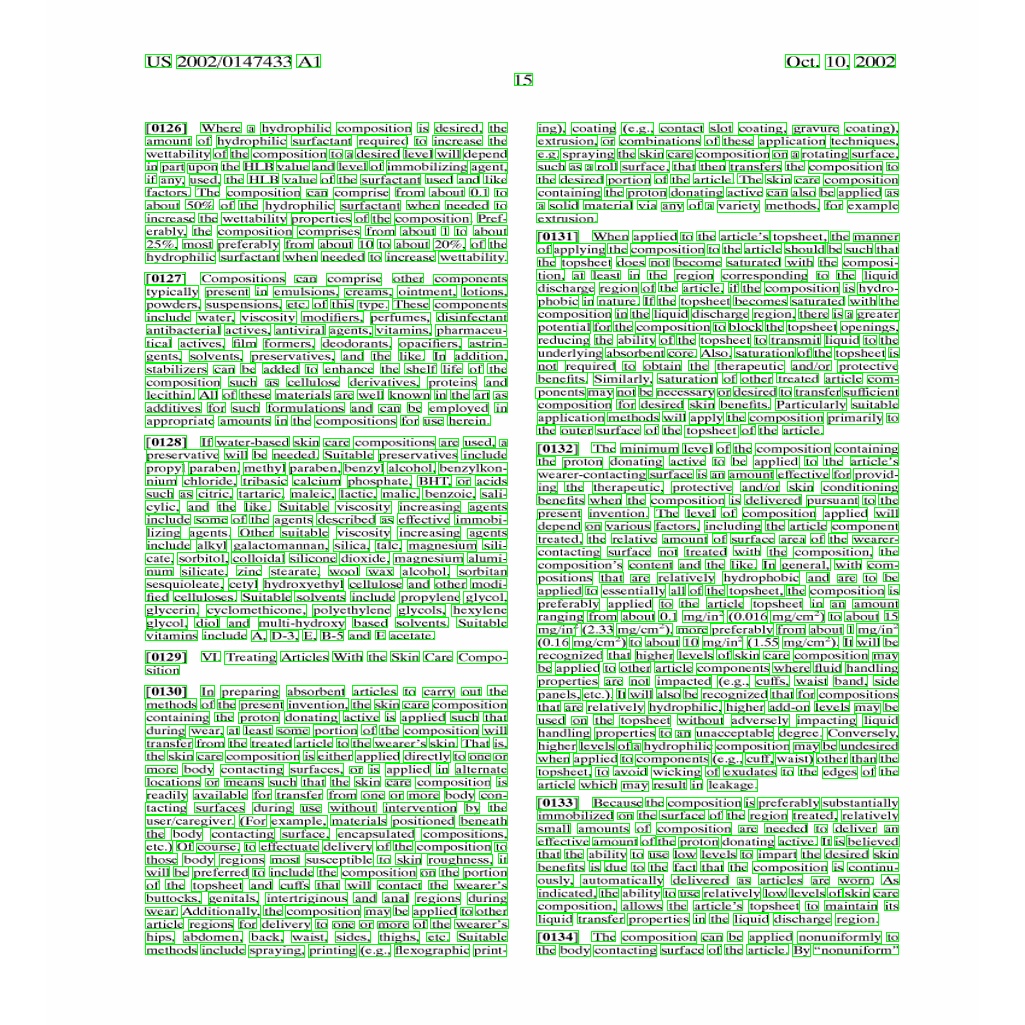 US 2002/0147433 A1
Oct. 10, 2002
15
[0126] Where a hydrophilic composition is desired, the
amount of hydrophilic surfactant required to increase the
wettability of the composition to a desired level will depend
in part upon the HLB value and level of immobilizing agent,
if any, used, the HLB value of the surfactant used and like
factors. The composition can comprise from about 0.1 to
about 50% of the hydrophilic surfactant when needed to
increase the wettability properties of the composition. Pref-
erably, the composition comprises from about 1 to about
25%, most preferably from about 10 to about 20%, of the
hydrophilic surfactant when needed to increase wettability.
[0127] Compositions can comprise other components
typically present in emulsions, creams, ointment, lotions,
powders, suspensions, etc. of this type. These components
include water, viscosity modifiers, perfumes, disinfectant
antibacterial actives, antiviral agents, vitamins, pharmaceu-
tical actives, film formers, deodorants, opacifiers, astrin-
gents, solvents, preservatives, and the like. In addition,
stabilizers can be added to enhance the shelf life of the
composition such as cellulose derivatives, proteins and
lecithin. All of these materials are well known in the art as
additives for such formulations and can be employed in
appropriate amounts in the compositions for use herein.
[0128] If water-based skin care compositions are used, a
preservative will be needed. Suitable preservatives include
propyl paraben, methyl paraben, benzyl alcohol, benzylkon-
nium chloride, tribasic calcium phosphate, BHT, or acids
such as citric, tartaric, maleic, lactic, malic, benzoic, sali-
cylic, and the like. Suitable viscosity increasing agents
include some of the agents described as effective immobi-
lizing agents. Other suitable viscosity increasing agents
include alkyl galactomannan, silica, talc, magnesium sili-
cate, sorbitol, colloidal silicone dioxide, magnesium alumi-
num silicate, zinc stearate, wool wax alcohol, sorbitan
sesquioleate, cetyl hydroxyethyl cellulose and other modi-
fied celluloses. Suitable solvents include propylene glycol,
glycerin, cyclomethicone, polyethylene glycols, hexylene
glycol, diol and multi-hydroxy based solvents. Suitable
vitamins include A, D-3, E, B-5 and E acetate.
[0129] VI. Treating Articles With the Skin Care Compo-
sition
[0130] In preparing absorbent articles to carry out the
methods of the present invention, the skin care composition
containing the proton donating active is applied such that
during wear, at least some portion of the composition will
transfer from the treated article to the wearer's skin. That is,
the skin care composition is either applied directly to one or
more body contacting surfaces, or is applied in alternate
locations or means such that the skin care composition is
readily available for transfer from one or more body con-
tacting surfaces during use without intervention by the
user/caregiver. (For example, materials positioned beneath
the body contacting surface, encapsulated compositions,
etc.) Of course, to effectuate delivery of the composition to
those body regions most susceptible to skin roughness, it
will be preferred to include the composition on the portion
of the topsheet and cuffs that will contact the wearer's
buttocks, genitals, intertriginous and anal regions during
wear. Additionally, the composition may be applied to other
article regions for delivery to one or more of the wearer's
hips, abdomen, back, waist, sides, thighs, etc. Suitable
methods include spraying, printing (e.g., flexographic print-
ing), coating (e.g., contact slot coating, gravure coating),
extrusion, or combinations of these application techniques,
e.g. spraying the skin care composition on a rotating surface,
such as a roll surface, that then transfers the composition to
the desired portion of the article. The skin care composition
containing the proton donating active can also be applied as
a solid material via any of a variety methods, for example
extrusion.
[0131] When applied to the article's topsheet, the manner
of applying the composition to the article should be such that
the topsheet does not become saturated with the composi-
tion, at least in the region corresponding to the liquid
discharge region of the article, if the composition is hydro-
phobic in nature. If the topsheet becomes saturated with the
composition in the liquid discharge region, there is a greater
potential for the composition to block the topsheet openings,
reducing the ability of the topsheet to transmit liquid to the
underlying absorbent core. Also, saturation of the topsheet is
not required to obtain the therapeutic and/or protective
benefits. Similarly, saturation of other treated article com-
ponents may not be necessary or desired to transfer sufficient
composition for desired skin benefits. Particularly suitable
application methods will apply the composition primarily to
the outer surface of the topsheet of the article.
[0132] The minimum level of the composition containing
the proton donating active to be applied to the article's
wearer-contacting surface is an amount effective for provid-
ing the therapeutic, protective and/or skin conditioning
benefits when the composition is delivered pursuant to the
present invention. The level of composition applied will
depend on various factors, including the article component
treated, the relative amount of surface area of the wearer-
contacting surface not treated with the composition, the
composition's content and the like. In general, with com-
positions that are relatively hydrophobic and are to be
applied to essentially all of the topsheet, the composition is
preferably applied to the article topsheet in an amount
ranging from about 0.1 mg/in² (0.016 mg/cm²) to about 15
mg/in² (2.33 mg/cm²), more preferably from about 1 mg/in²
(0.16 mg/cm²) to about 10 mg/in² (1.55 mg/cm²). It will be
recognized that higher levels of skin care composition may
be applied to other article components where fluid handling
properties are not impacted (e.g., cuffs, waist band, side
panels, etc.). It will also be recognized that for compositions
that are relatively hydrophilic, higher add-on levels may be
used on the topsheet without adversely impacting liquid
handling properties to an unacceptable degree. Conversely,
higher levels of a hydrophilic composition may be undesired
when applied to components (e.g., cuff, waist) other than the
topsheet, to avoid wicking of exudates to the edges of the
article which may result in leakage.
[0133] Because the composition is preferably substantially
immobilized on the surface of the region treated, relatively
small amounts of composition are needed to deliver an
effective amount of the proton donating active. It is believed
that the ability to use low levels to impart the desired skin
benefits is due to the fact that the composition is continu-
ously, automatically delivered as articles are worn. As
indicated, the ability to use relatively low levels of skin care
composition, allows the article's topsheet to maintain its
liquid transfer properties in the liquid discharge region.
[0134] The composition can be applied nonuniformly to
the body contacting surface of the article. By “nonuniform”